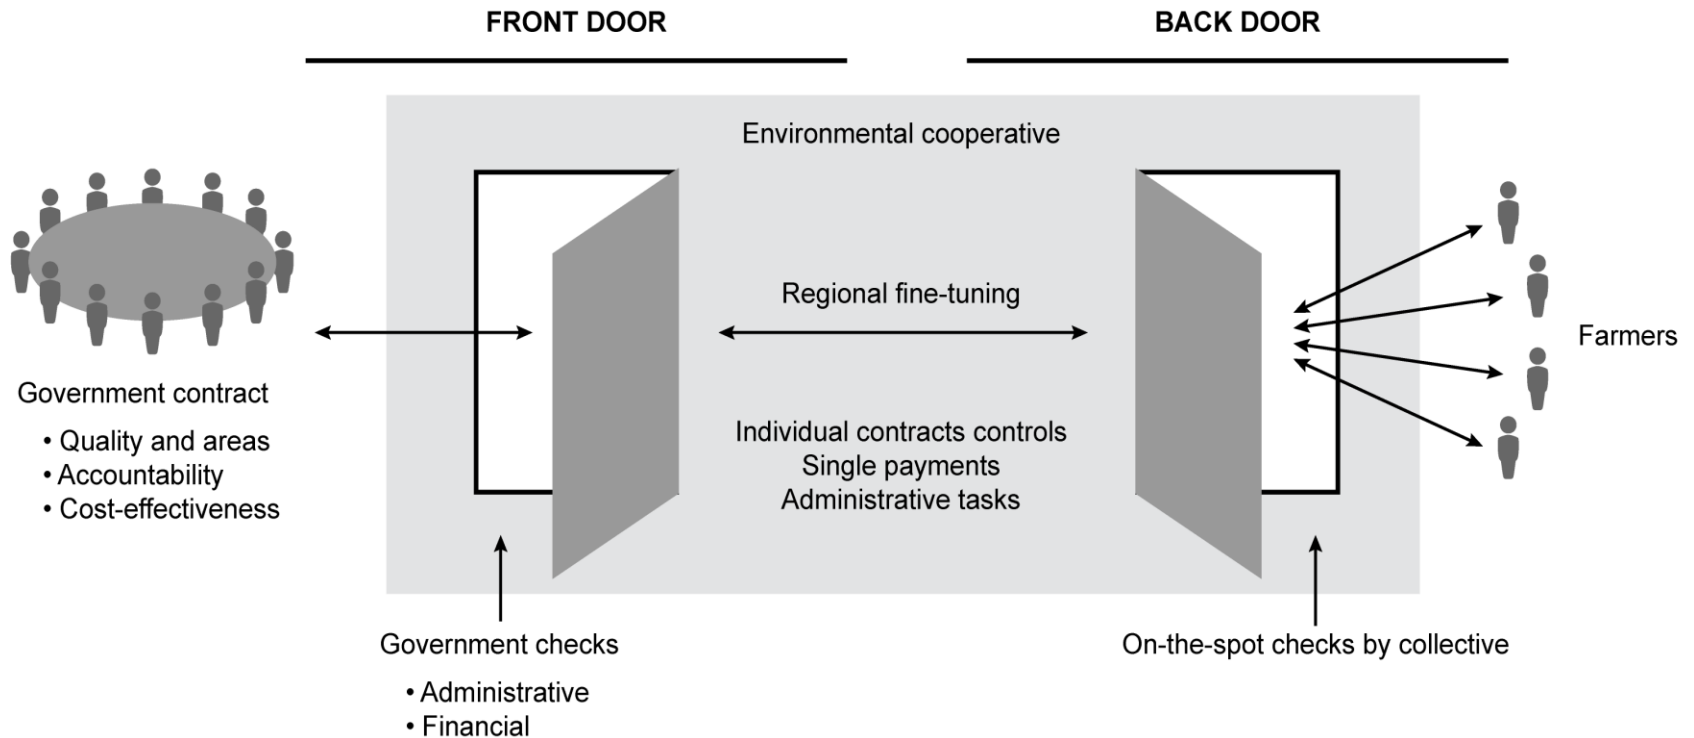 FRONT DOOR
BACK DOOR
Environmental cooperative
Regional fine-tuning
Farmers
Government contract
• Quality and areas
• Accountability
• Cost-effectiveness
Individual contracts controls
Single payments
Administrative tasks
Government checks
• Administrative
• Financial
On-the-spot checks by collective